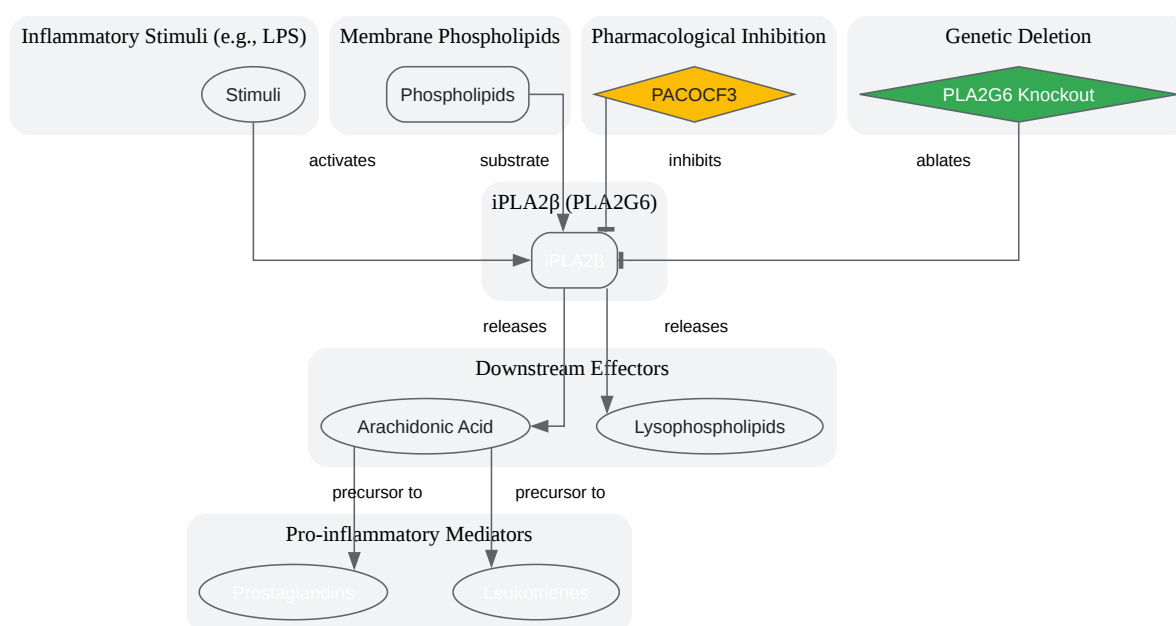 Inflammatory Stimuli (e.g., LPS)
Membrane Phospholipids
Pharmacological Inhibition
Genetic Deletion
Stimuli
Phospholipids
PACOCF3
PLA2G6 Knockout
activates
substrate
inhibits
ablates
iPLA2β (PLA2G6)
iPLA2β
releases
releases
Downstream Effectors
Arachidonic Acid
Lysophospholipids
precursor to
precursor to
Pro-inflammatory Mediators
Prostaglandins
Leukotrienes